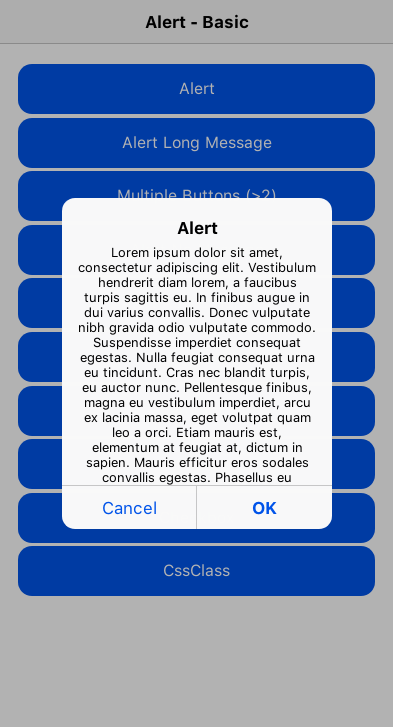 Alert - Basic
Alert
Alert Long Message
Multiple Buttons (>2)
Alert
Lorem ipsum dolor sit amet,
consectetur adipiscing elit. Vestibulum
hendrerit diam lorem, a faucibus
turpis sagittis eu. In finibus augue in
dui varius convallis. Donec vulputate
nibh gravida odio vulputate commodo.
Suspendisse imperdiet consequat
egestas. Nulla feugiat consequat urna
eu tincidunt. Cras nec blandit turpis,
eu auctor nunc. Pellentesque finibus,
magna eu vestibulum imperdiet, arcu
ex lacinia massa, eget volutpat quam
leo a orci. Etiam mauris est,
elementum at feugiat at, dictum in
sapien. Mauris efficitur eros sodales
convallis egestas. Phasellus eu
Cancel
OK
CssClass